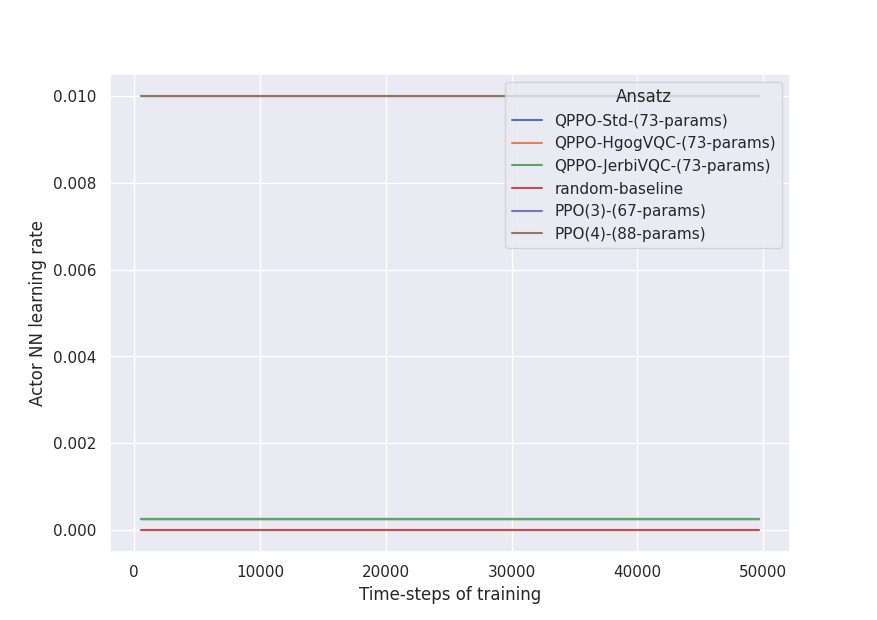 Ansatz
QPPO-Std-(73-params)
QPPO-HgogVQC-(73-params)
QPPO-JerbiVQC-(73-params)
random-baseline
PPO(3)-(67-params)
PPO(4)-(88-params)
Actor NN learning rate
0.010
0.008
0.006
0.004
0.002
0.000
0
10000
20000
30000
40000
50000
Time-steps of training